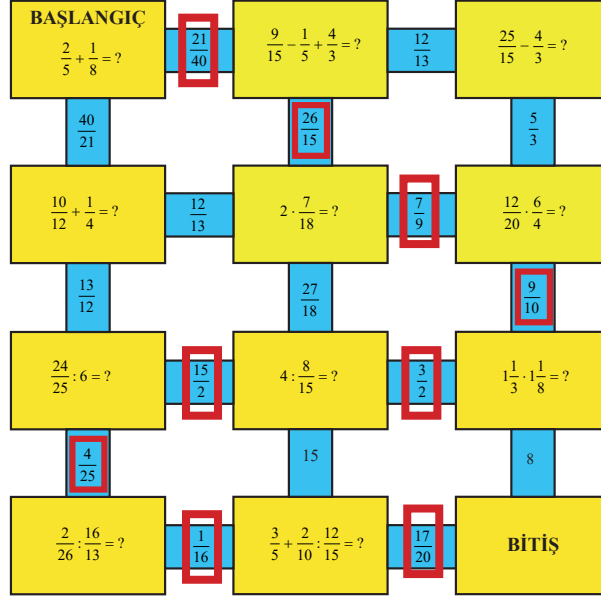 BAŞLANGIÇ
2/5 + 1/8 = ?
21/40
9/15 − 1/5 + 4/3 = ?
12/13
25/15 − 4/3 = ?
40/21
26/15
5/3
10/12 + 1/4 = ?
12/13
2 · 7/18 = ?
7/9
12/20 · 6/4 = ?
13/12
27/18
9/10
24/25 : 6 = ?
15/2
4 : 8/15 = ?
3/2
1 1/3 · 1 1/8 = ?
4/25
15
8
2/26 : 16/13 = ?
1/16
3/5 + 2/10 : 12/15 = ?
17/20
BİTİŞ